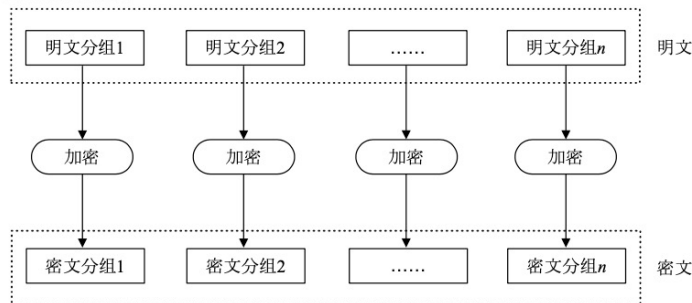 明文分组1 明文分组2 …… 明文分组n 明文
加密 加密 加密 加密
密文分组1 密文分组2 …… 密文分组n 密文